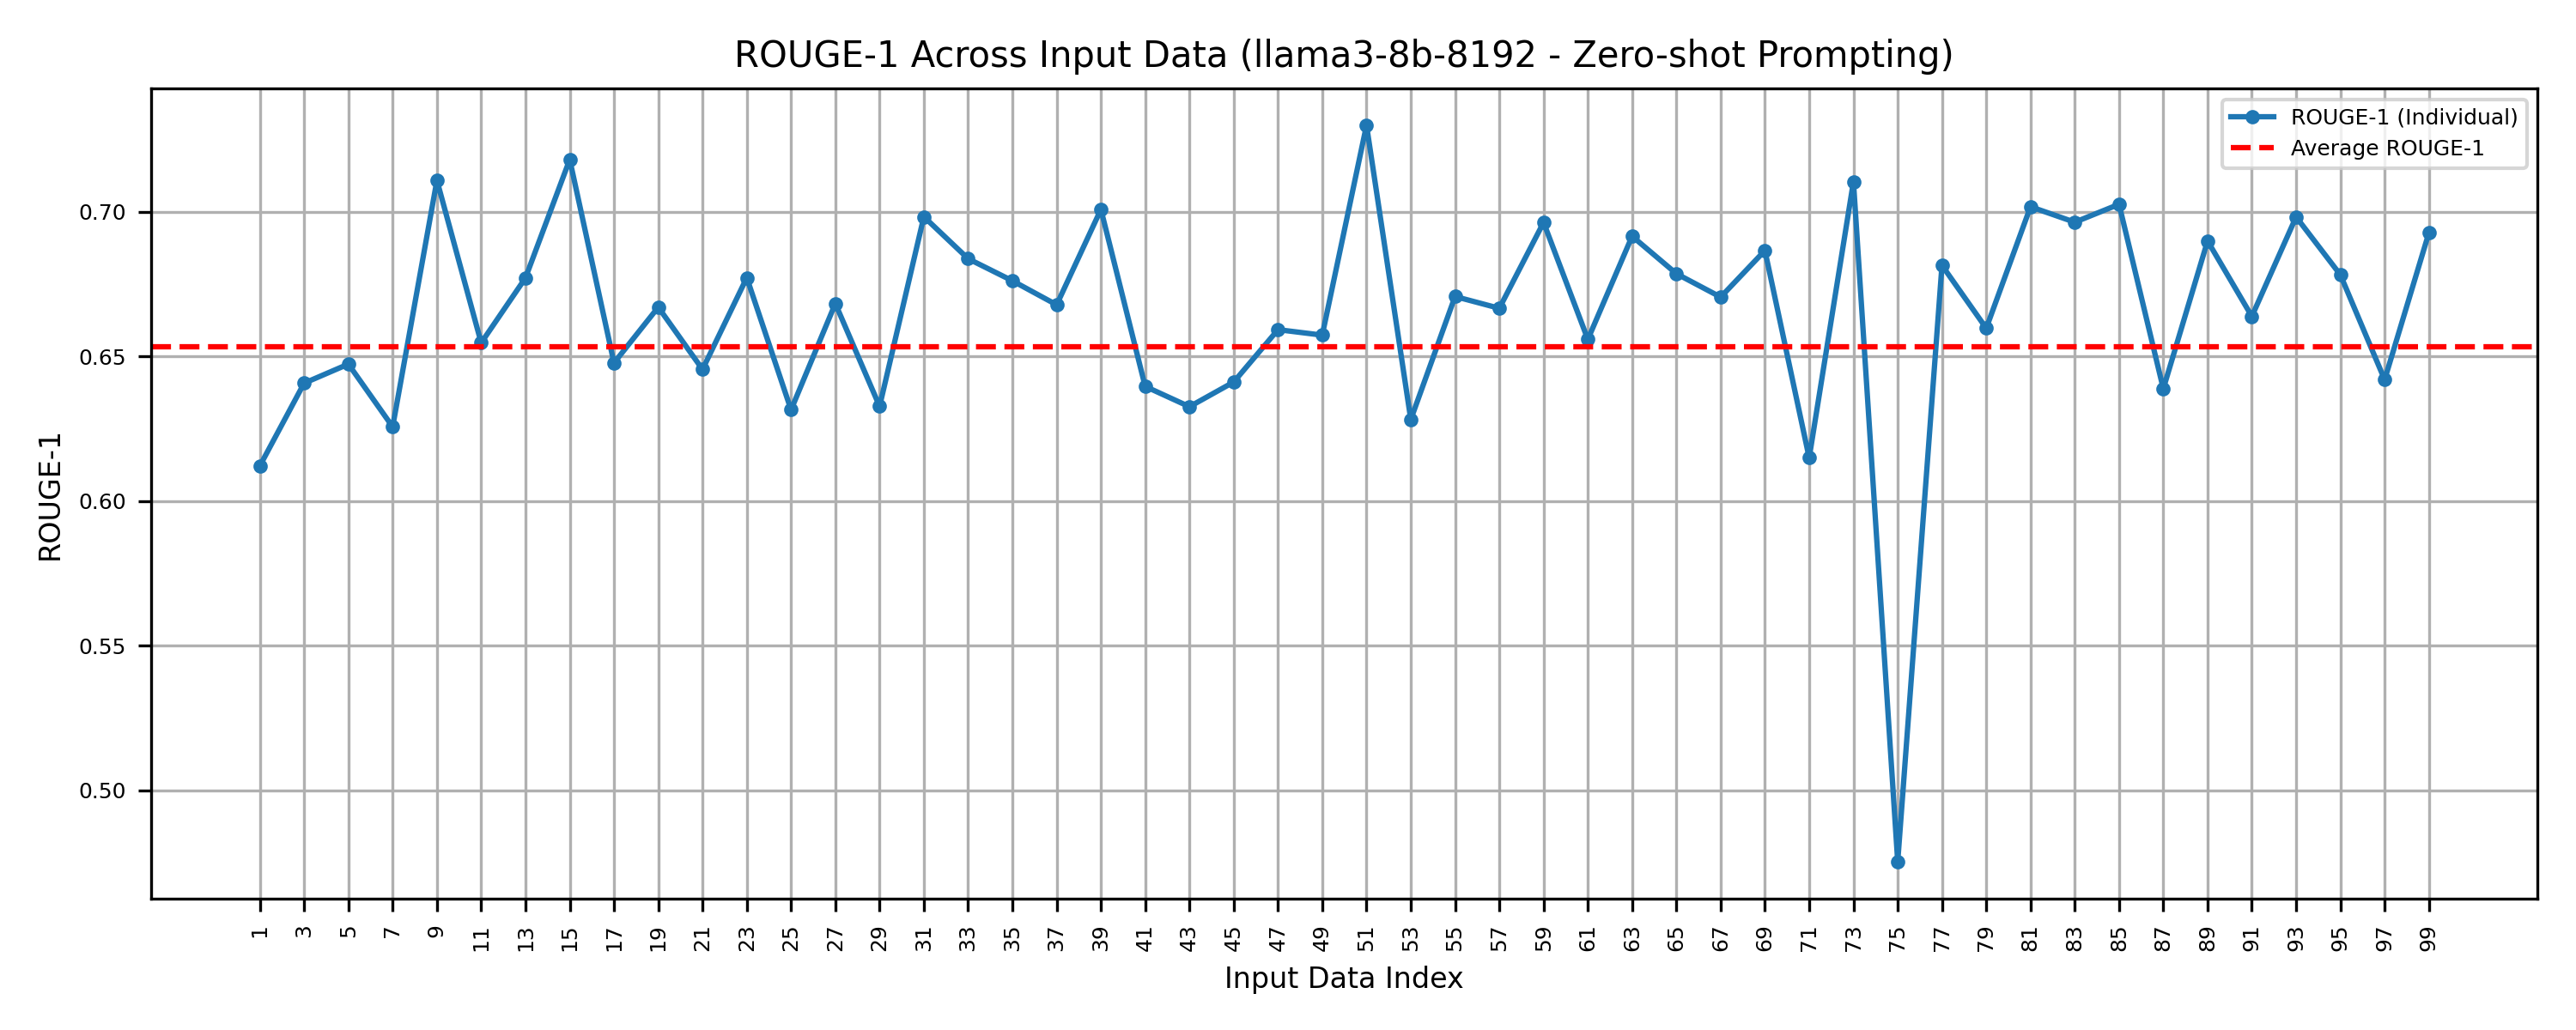 ROUGE-1 Across Input Data (llama3-8b-8192 - Zero-shot Prompting)
ROUGE-1 (Individual)
Average ROUGE-1
0.70
0.65
0.60
0.55
0.50
ROUGE-1
1 3 5 7 9 11 13 15 17 19 21 23 25 27 29 31 33 35 37 39 41 43 45 47 49 51 53 55 57 59 61 63 65 67 69 71 73 75 77 79 81 83 85 87 89 91 93 95 97 99
Input Data Index